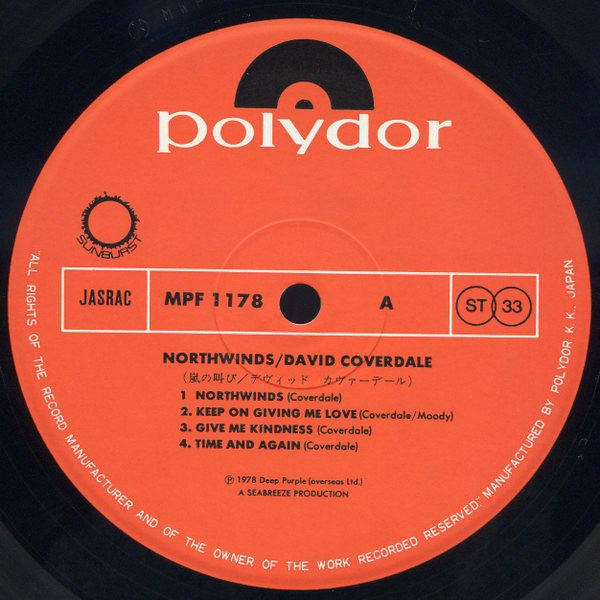 polydor
SUNBURST
JASRAC
MPF 1178
A
ST 33
NORTHWINDS/DAVID COVERDALE
(嵐の叫び/デヴィッド カヴァーデール)
1 NORTHWINDS (Coverdale)
2. KEEP ON GIVING ME LOVE (Coverdale/Moody)
3. GIVE ME KINDNESS (Coverdale)
4. TIME AND AGAIN (Coverdale)
℗ 1978 Deep Purple (overseas Ltd.)
A SEABREEZE PRODUCTION
"ALL RIGHTS OF THE RECORD MANUFACTURER AND OF THE OWNER OF THE WORK RECORDED RESERVED: MANUFACTURED BY POLYDOR K.K. JAPAN